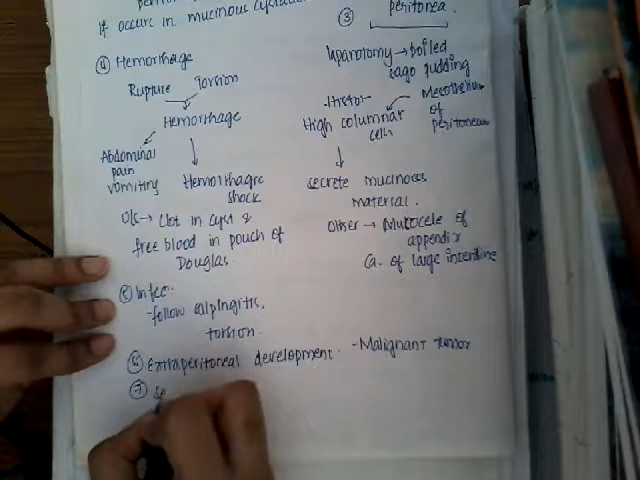 If occur in mucinous
④ Hemorrhage
Rupture
Torsion
Hemorrhage
Abdominal
pain
vomiting
Hemorrhagic
shock
O/c → Clot in cyst &
free blood in pouch of
Douglas.
⑤ Infec.
- follow salpingitis,
torsion.
⑥ Extraperitoneal development. - Malignant tumor
⑦ se
③ peritonea.
Laparotomy → boiled
sago pudding
-Histo-
High columnar
cells
Mesothelium
of
peritoneum
secrete mucinous
material.
Other → Mucocele of
appendix
Ca. of large intestine